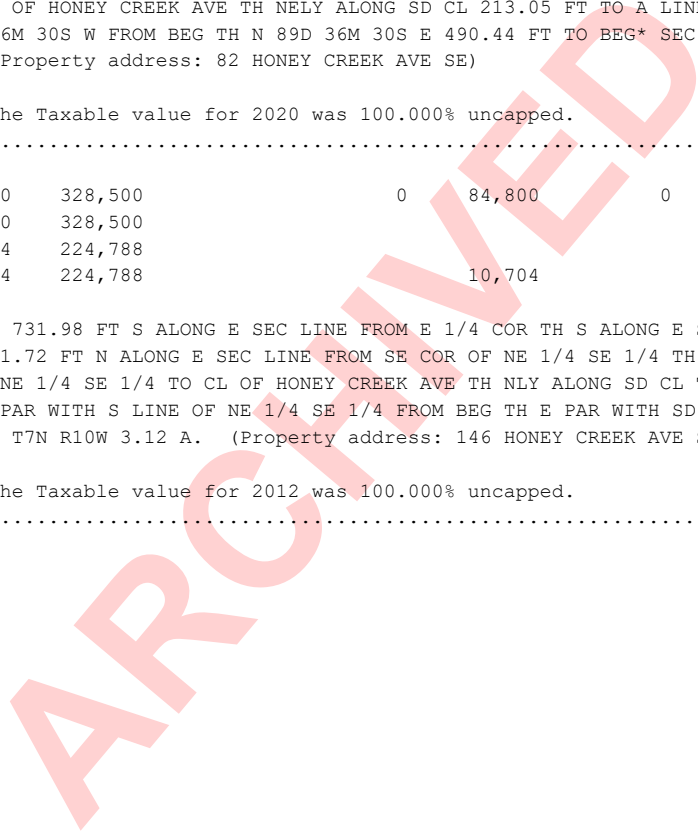 OF HONEY CREEK AVE TH NELY ALONG SD CL 213.05 FT TO A LIN
6M 30S W FROM BEG TH N 89D 36M 30S E 490.44 FT TO BEG* SEC
Property address: 82 HONEY CREEK AVE SE)
he Taxable value for 2020 was 100.000% uncapped.
.........................................................
0 328,500 0 84,800 0
0 328,500
4 224,788
4 224,788 10,704
731.98 FT S ALONG E SEC LINE FROM E 1/4 COR TH S ALONG E
1.72 FT N ALONG E SEC LINE FROM SE COR OF NE 1/4 SE 1/4 TH
NE 1/4 SE 1/4 TO CL OF HONEY CREEK AVE TH NLY ALONG SD CL
PAR WITH S LINE OF NE 1/4 SE 1/4 FROM BEG TH E PAR WITH SD
T7N R10W 3.12 A. (Property address: 146 HONEY CREEK AVE
he Taxable value for 2012 was 100.000% uncapped.
.........................................................
ARCHIVED